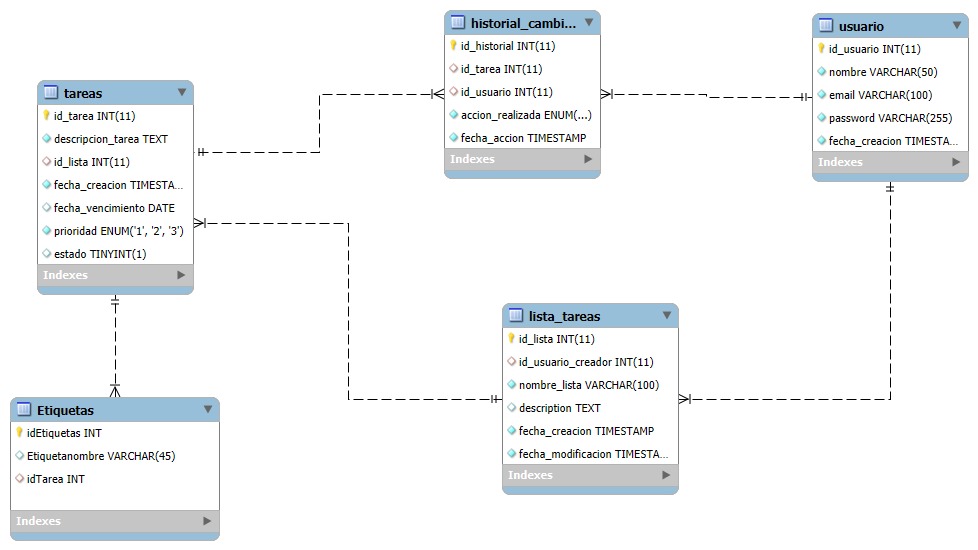 historial_cambi...
id_historial INT(11)
id_tarea INT(11)
id_usuario INT(11)
accion_realizada ENUM(...)
fecha_accion TIMESTAMP
Indexes
usuario
id_usuario INT(11)
nombre VARCHAR(50)
email VARCHAR(100)
password VARCHAR(255)
fecha_creacion TIMESTA...
Indexes
tareas
id_tarea INT(11)
descripcion_tarea TEXT
id_lista INT(11)
fecha_creacion TIMESTA...
fecha_vencimiento DATE
prioridad ENUM('1', '2', '3')
estado TINYINT(1)
Indexes
lista_tareas
id_lista INT(11)
id_usuario_creador INT(11)
nombre_lista VARCHAR(100)
description TEXT
fecha_creacion TIMESTAMP
fecha_modificacion TIMESTA...
Indexes
Etiquetas
idEtiquetas INT
Etiquetanombre VARCHAR(45)
idTarea INT
Indexes